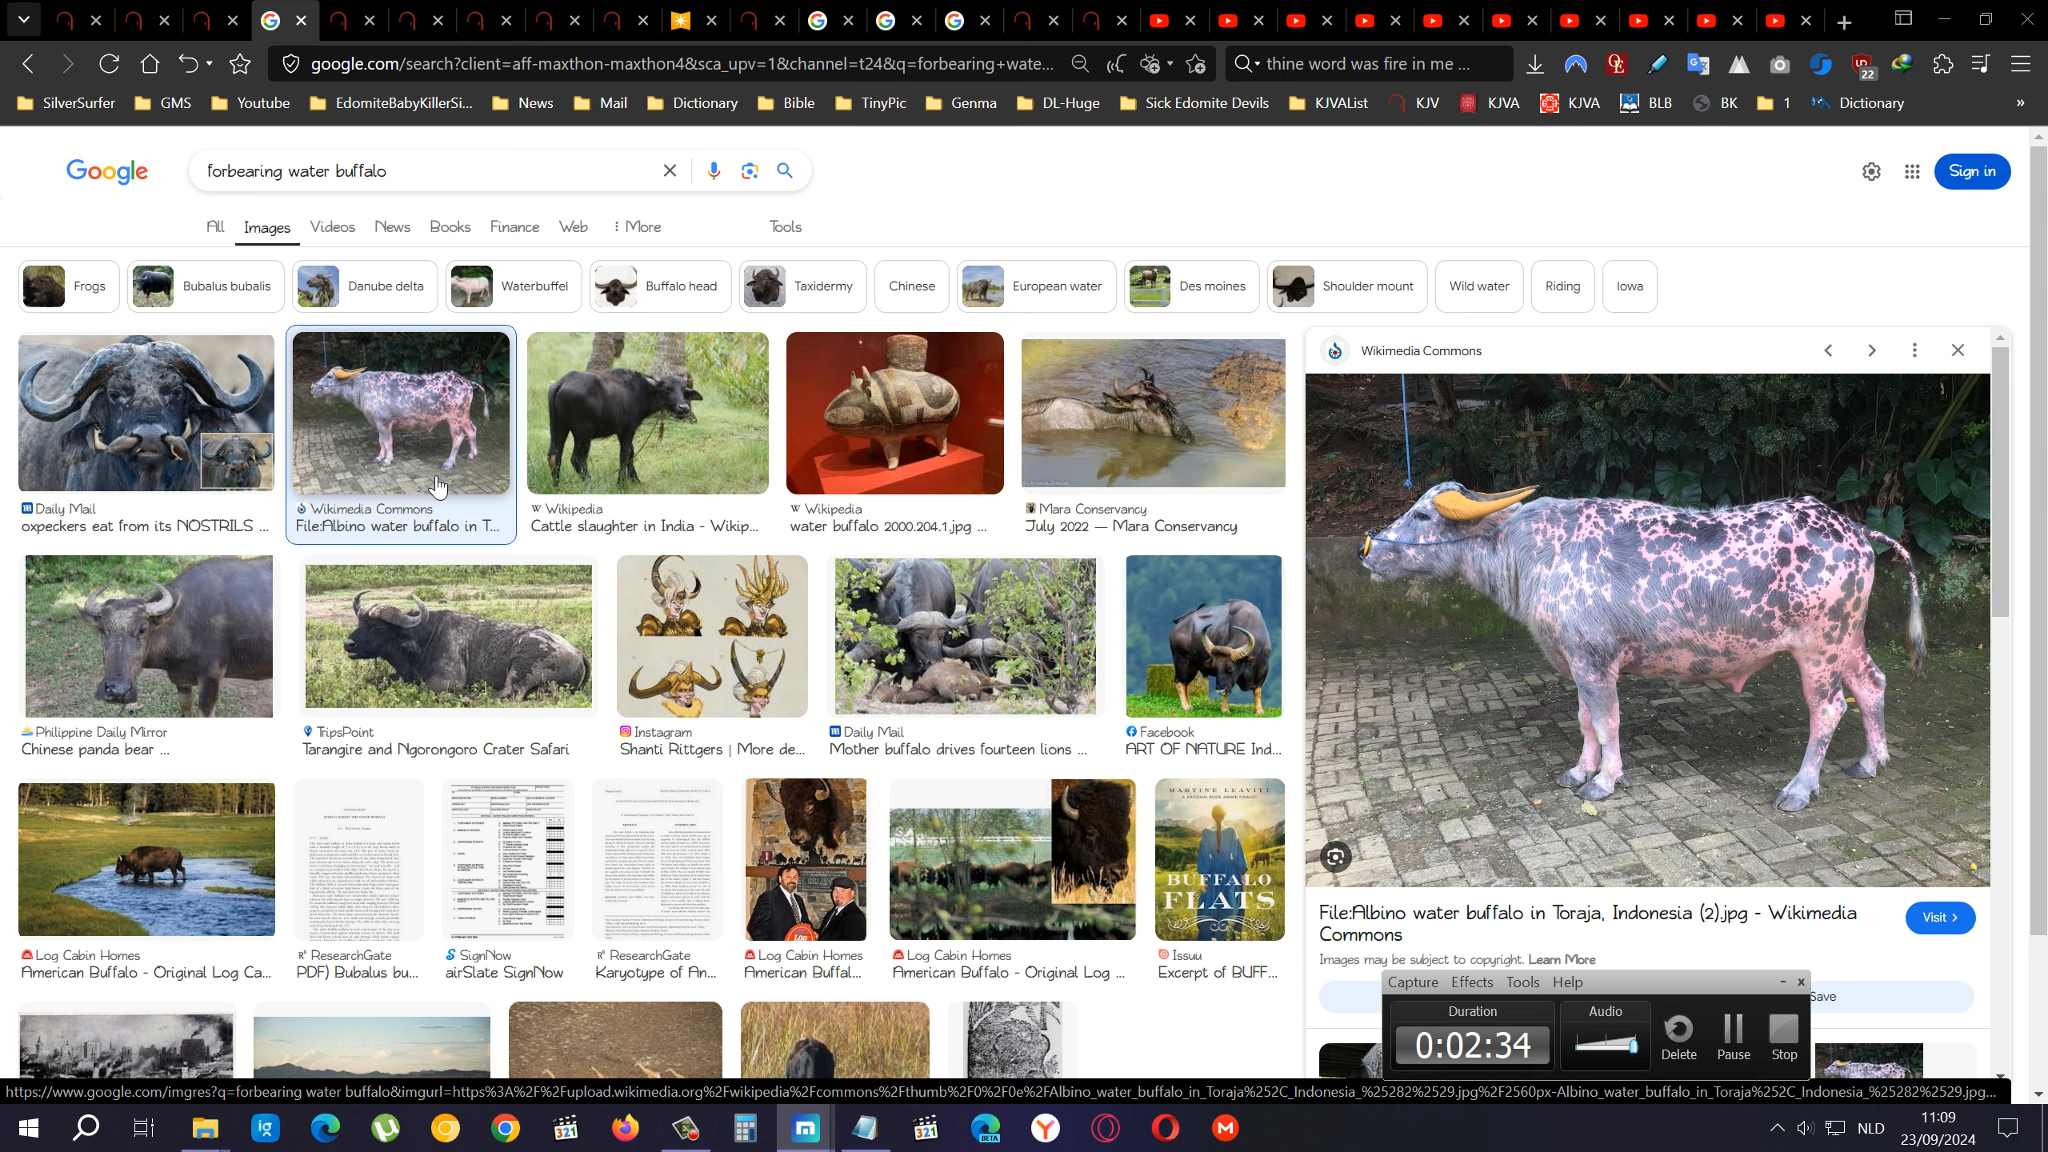 google.com/search?client=aff-maxthon-maxthon4&sca_upv=1&channel=t24&q=forbearing+wate...
thine word was fire in me ...
22
SilverSurfer GMS Youtube EdomiteBabyKillerSi... News Mail Dictionary Bible TinyPic Genma DL-Huge Sick Edomite Devils KJVAList KJV KJVA KJVA BLB BK 1 Dictionary »
Google
forbearing water buffalo
Sign in
All Images Videos News Books Finance Web More Tools
Frogs
Bubalus bubalis
Danube delta
Waterbuffel
Buffalo head
Taxidermy
Chinese
European water
Des moines
Shoulder mount
Wild water
Riding
Iowa
Daily Mail
oxpeckers eat from its NOSTRILS ...
Wikimedia Commons
File:Albino water buffalo in T...
Wikipedia
Cattle slaughter in India - Wikip...
Wikipedia
water buffalo 2000.204.1.jpg ...
Mara Conservancy
July 2022 — Mara Conservancy
Philippine Daily Mirror
Chinese panda bear ...
TripsPoint
Tarangire and Ngorongoro Crater Safari
Instagram
Shanti Rittgers | More de...
Daily Mail
Mother buffalo drives fourteen lions ...
Facebook
ART OF NATURE Ind...
MARTINE LEAVITT
BUFFALO
FLATS
Log Cabin Homes
American Buffalo - Original Log Ca...
ResearchGate
PDF) Bubalus bu...
SignNow
airSlate SignNow
ResearchGate
Karyotype of An...
Log Cabin Homes
American Buffal...
Log Cabin Homes
American Buffalo - Original Log ...
Issuu
Excerpt of BUFF...
Wikimedia Commons
File:Albino water buffalo in Toraja, Indonesia (2).jpg - Wikimedia
Commons
Visit >
Images may be subject to copyright. Learn More
Save
Capture Effects Tools Help - x
Duration
0:02:34
Audio
Delete
Pause
Stop
https://www.google.com/imgres?q=forbearing water buffalo&imgurl=https%3A%2F%2Fupload.wikimedia.org%2Fwikipedia%2Fcommons%2Fthumb%2F0%2F0e%2FAlbino_water_buffalo_in_Toraja%252C_Indonesia_%25282%2529.jpg%2F2560px-Albino_water_buffalo_in_Toraja%252C_Indonesia_%25282%2529.jpg...
ig
321
321
BETA
NLD
11:09
23/09/2024